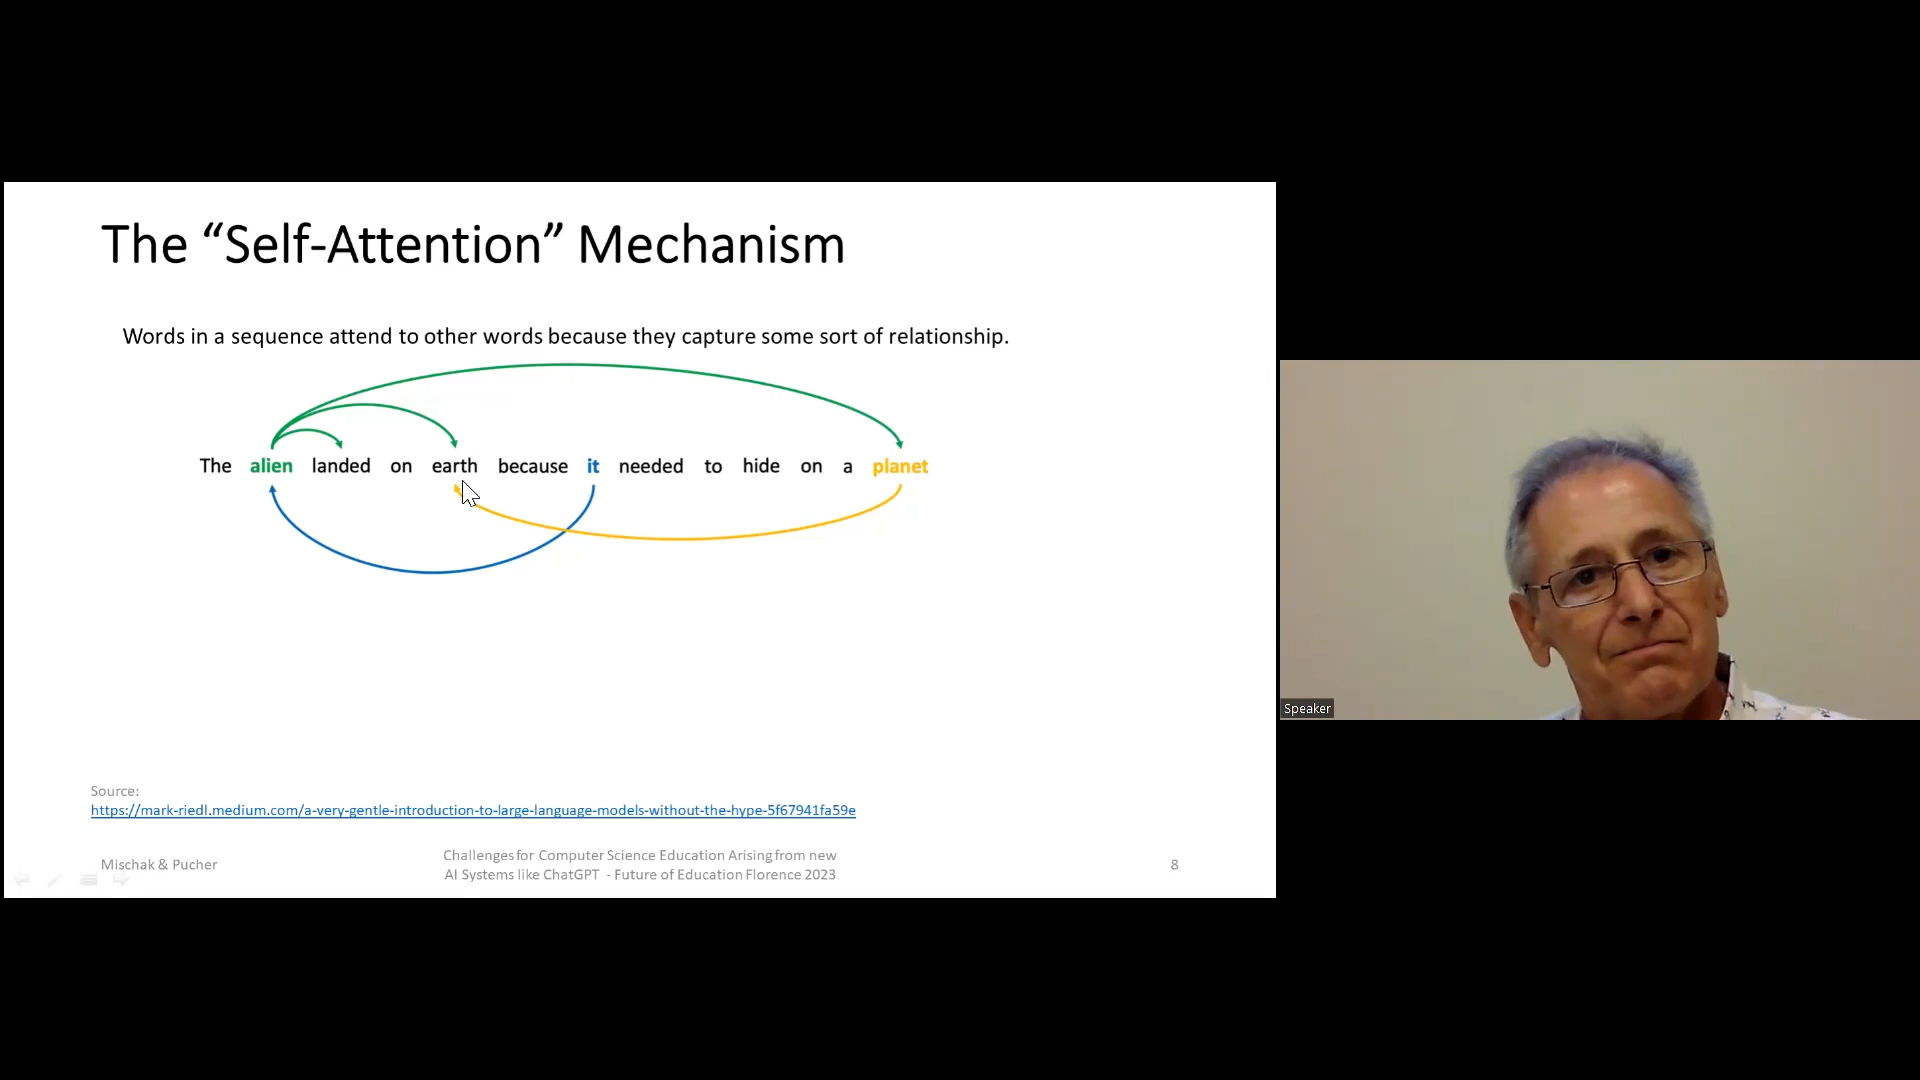 The “Self-Attention” Mechanism
Words in a sequence attend to other words because they capture some sort of relationship.
The alien landed on earth because it needed to hide on a planet
Source:
https://mark-riedl.medium.com/a-very-gentle-introduction-to-large-language-models-without-the-hype-5f67941fa59e
Mischak & Pucher
Challenges for Computer Science Education Arising from new
AI Systems like ChatGPT - Future of Education Florence 2023
8
Speaker